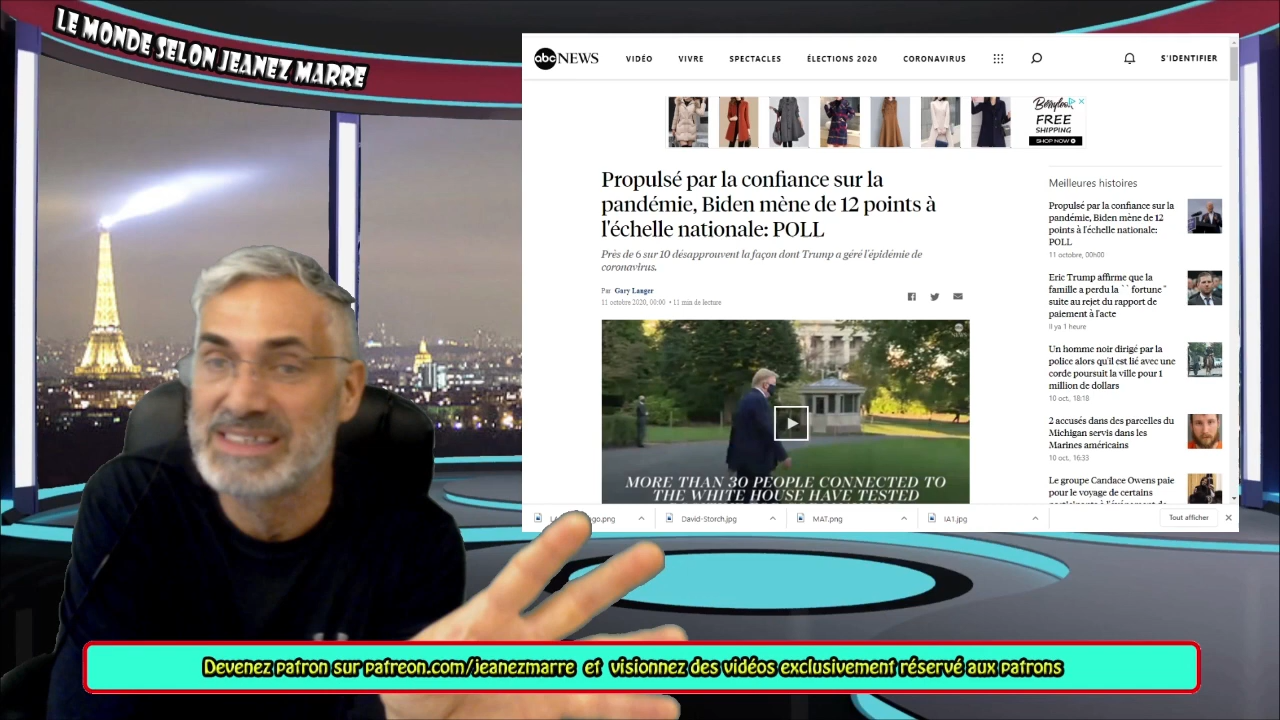 LE MONDE SELON JEANEZ MARRE
abc NEWS VIDÉO VIVRE SPECTACLES ÉLECTIONS 2020 CORONAVIRUS S'IDENTIFIER
FREE
SHIPPING
SHOP NOW
Propulsé par la confiance sur la
pandémie, Biden mène de 12 points à
l'échelle nationale: POLL
Près de 6 sur 10 désapprouvent la façon dont Trump a géré l'épidémie de
coronavirus.
Par Gary Langer
11 octobre 2020, 00:00 • 11 min de lecture
abc NEWS
MORE THAN 30 PEOPLE CONNECTED TO
THE WHITE HOUSE HAVE TESTED
Meilleures histoires
Propulsé par la confiance sur la
pandémie, Biden mène de 12
points à l'échelle nationale:
POLL
11 octobre, 00h00
Eric Trump affirme que la
famille a perdu la `` fortune ''
suite au rejet du rapport de
paiement à l'acte
Il ya 1 heure
Un homme noir dirigé par la
police alors qu'il est lié avec une
corde poursuit la ville pour 1
million de dollars
10 oct, 18:18
2 accusés dans des parcelles du
Michigan servis dans les
Marines américains
10 oct, 16:33
Le groupe Candace Owens paie
pour le voyage de certains
.png David-Storch.jpg MAT.png IA1.jpg Tout afficher
Devenez patron sur patreon.com/jeanezmarre et visionnez des vidéos exclusivement réservé aux patrons